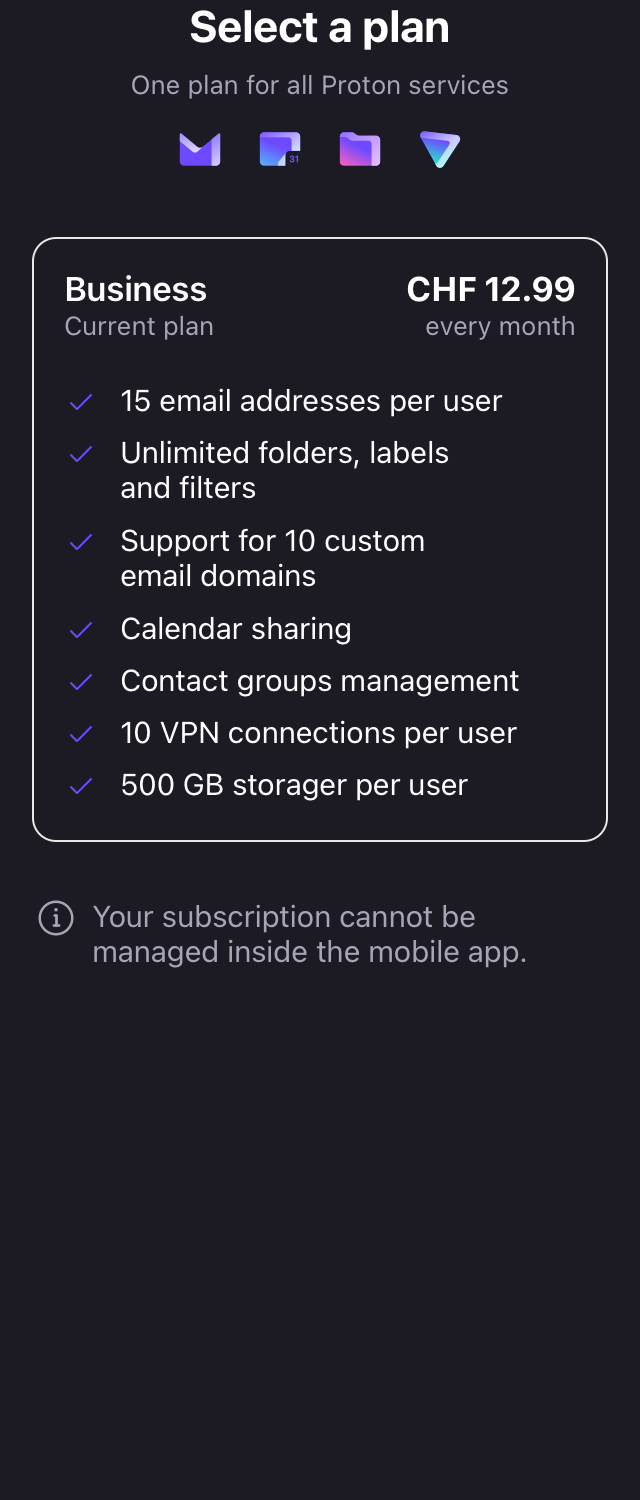 Select a plan
One plan for all Proton services
31
Business
CHF 12.99
Current plan
every month
15 email addresses per user
Unlimited folders, labels
and filters
Support for 10 custom
email domains
Calendar sharing
Contact groups management
10 VPN connections per user
500 GB storager per user
Your subscription cannot be
managed inside the mobile app.